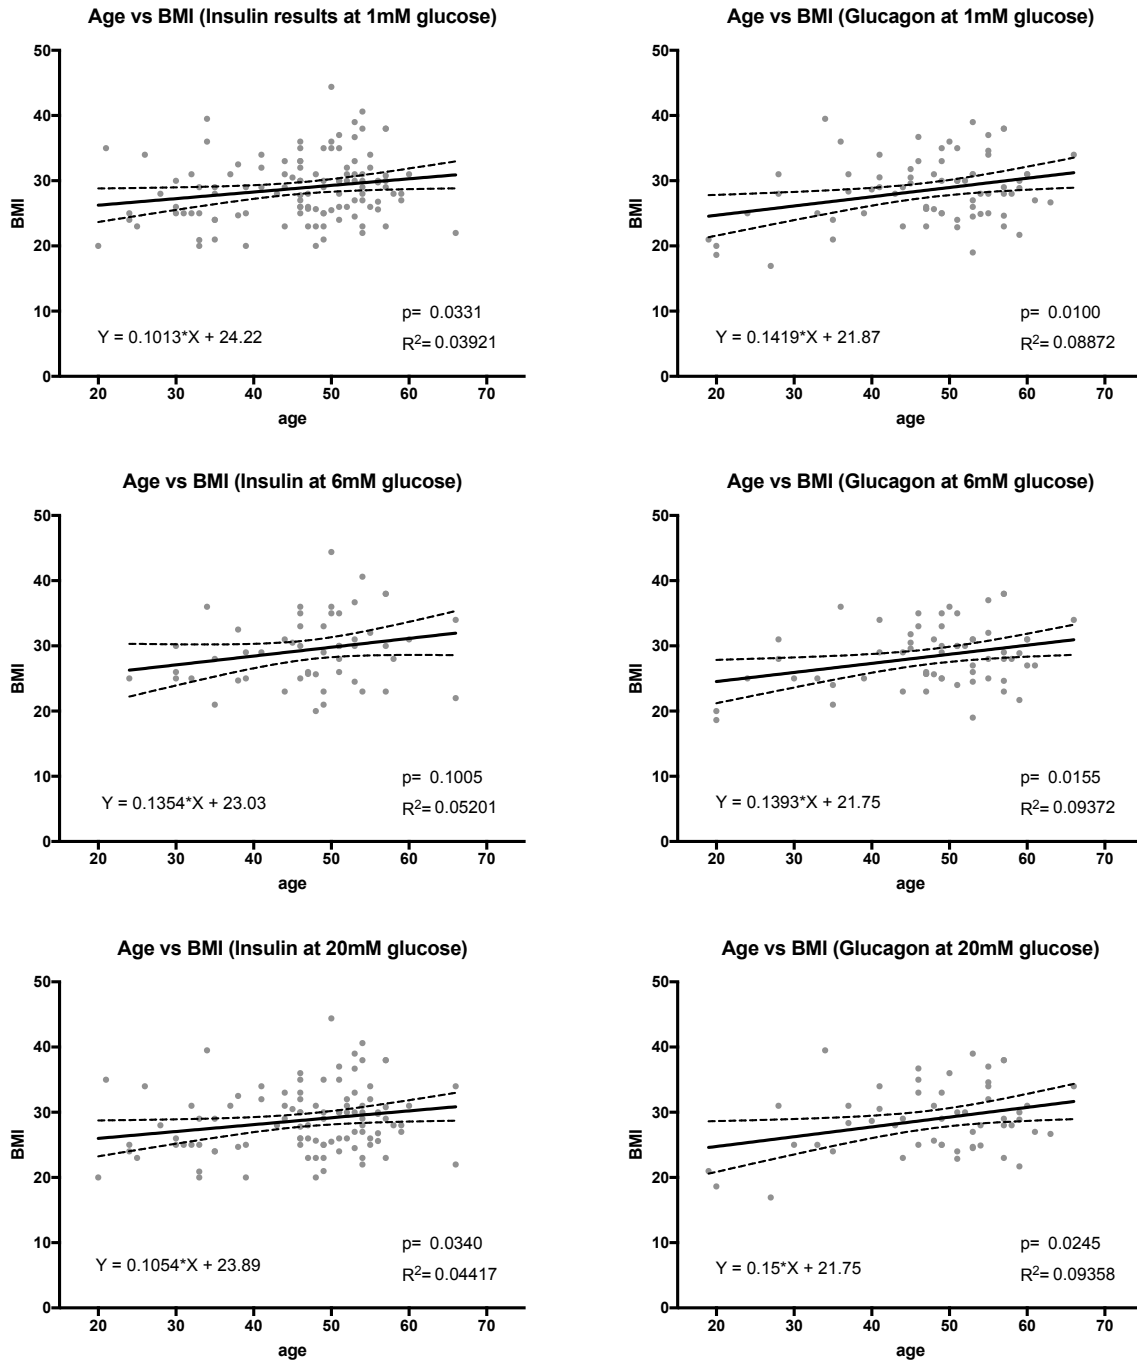 Age vs BMI (Insulin results at 1mM glucose)
50
40
30
20
10
0
BMI
Y = 0.1013*X + 24.22
p= 0.0331
R²= 0.03921
20 30 40 50 60 70
age
Age vs BMI (Glucagon at 1mM glucose)
50
40
30
20
10
0
BMI
Y = 0.1419*X + 21.87
p= 0.0100
R²= 0.08872
20 30 40 50 60 70
age
Age vs BMI (Insulin at 6mM glucose)
50
40
30
20
10
0
BMI
Y = 0.1354*X + 23.03
p= 0.1005
R²= 0.05201
20 30 40 50 60 70
age
Age vs BMI (Glucagon at 6mM glucose)
50
40
30
20
10
0
BMI
Y = 0.1393*X + 21.75
p= 0.0155
R²= 0.09372
20 30 40 50 60 70
age
Age vs BMI (Insulin at 20mM glucose)
50
40
30
20
10
0
BMI
Y = 0.1054*X + 23.89
p= 0.0340
R²= 0.04417
20 30 40 50 60 70
age
Age vs BMI (Glucagon at 20mM glucose)
50
40
30
20
10
0
BMI
Y = 0.15*X + 21.75
p= 0.0245
R²= 0.09358
20 30 40 50 60 70
age